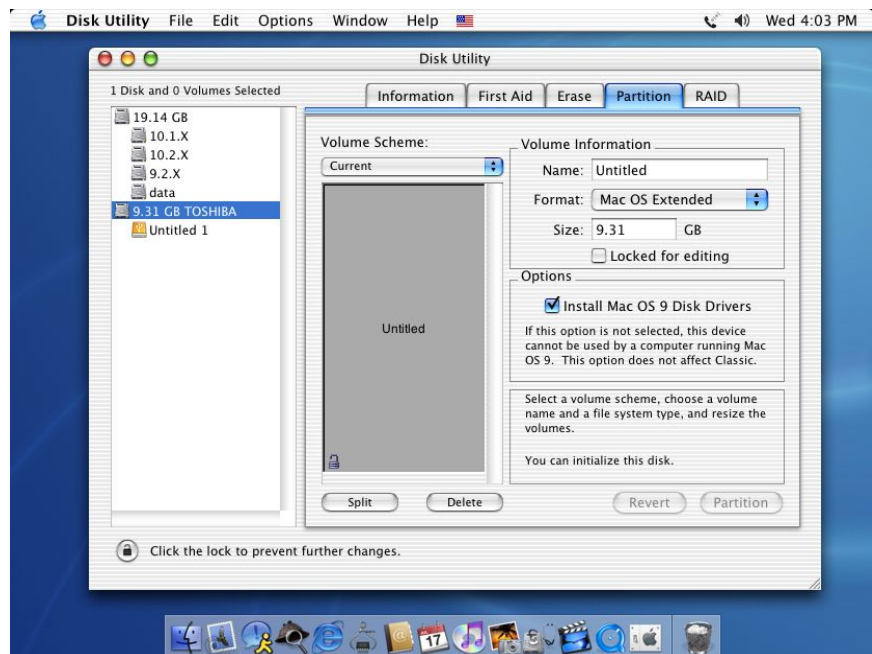 Disk Utility File Edit Options Window Help Wed 4:03 PM
Disk Utility
1 Disk and 0 Volumes Selected
19.14 GB
10.1.X
10.2.X
9.2.X
data
9.31 GB TOSHIBA
Untitled 1
Information First Aid Erase Partition RAID
Volume Scheme:
Current
Untitled
Split Delete
Volume Information
Name: Untitled
Format: Mac OS Extended
Size: 9.31 GB
Locked for editing
Options
Install Mac OS 9 Disk Drivers
If this option is not selected, this device
cannot be used by a computer running Mac
OS 9. This option does not affect Classic.
Select a volume scheme, choose a volume
name and a file system type, and resize the
volumes.
You can initialize this disk.
Revert Partition
Click the lock to prevent further changes.
17